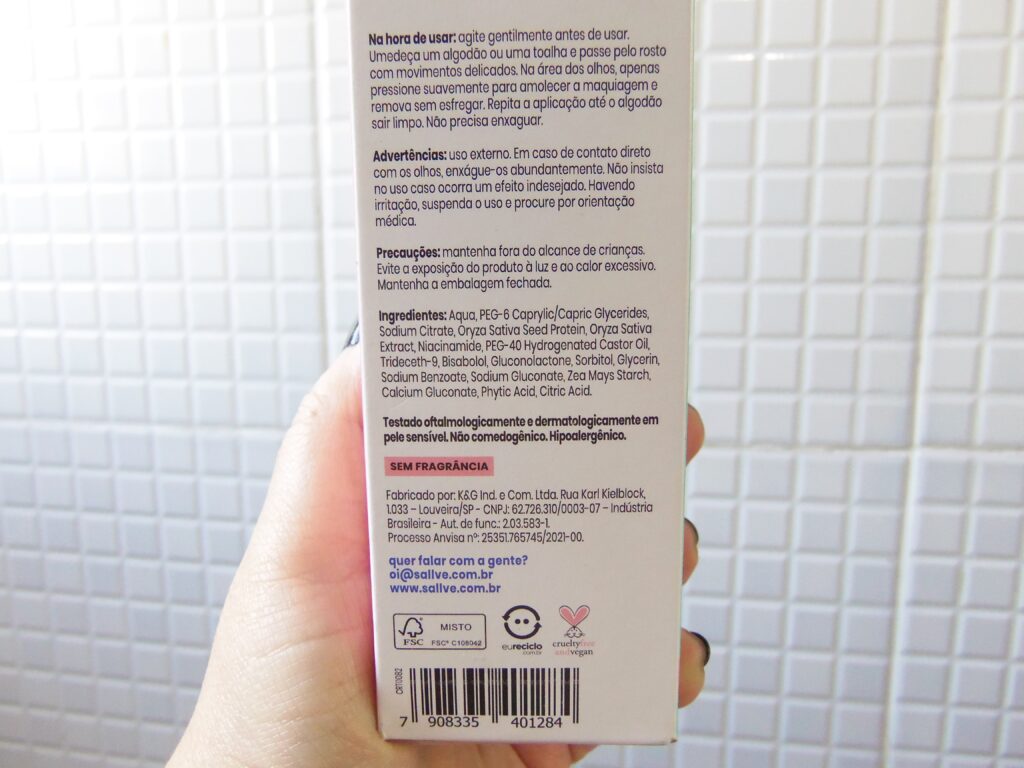 Na hora de usar: agite gentilmente antes de usar.
Umedeça um algodão ou uma toalha e passe pelo rosto
com movimentos delicados. Na área dos olhos, apenas
pressione suavemente para amolecer a maquiagem e
remova sem esfregar. Repita a aplicação até o algodão
sair limpo. Não precisa enxaguar.
Advertências: uso externo. Em caso de contato direto
com os olhos, enxágue-os abundantemente. Não insista
no uso caso ocorra um efeito indesejado. Havendo
irritação, suspenda o uso e procure por orientação
médica.
Precauções: mantenha fora do alcance de crianças.
Evite a exposição do produto à luz e ao calor excessivo.
Mantenha a embalagem fechada.
Ingredientes: Aqua, PEG-6 Caprylic/Capric Glycerides,
Sodium Citrate, Oryza Sativa Seed Protein, Oryza Sativa
Extract, Niacinamide, PEG-40 Hydrogenated Castor Oil,
Trideceth-9, Bisabolol, Gluconolactone, Sorbitol, Glycerin,
Sodium Benzoate, Sodium Gluconate, Zea Mays Starch,
Calcium Gluconate, Phytic Acid, Citric Acid.
Testado oftalmologicamente e dermatologicamente em
pele sensível. Não comedogênico. Hipoalergênico.
SEM FRAGRÂNCIA
Fabricado por: K&G Ind. e Com. Ltda. Rua Karl Kielblock,
1.033 – Louveira/SP - CNPJ: 62.726.310/0003-07 – Indústria
Brasileira - Aut. de func.: 2.03.583-1.
Processo Anvisa nº: 25351.765745/2021-00.
quer falar com a gente?
oi@sallve.com.br
www.sallve.com.br
FSC
MISTO
FSC® C108042
eureciclo
.com.br
crueltyfree
andvegan
CRT0082
7 908335 401284